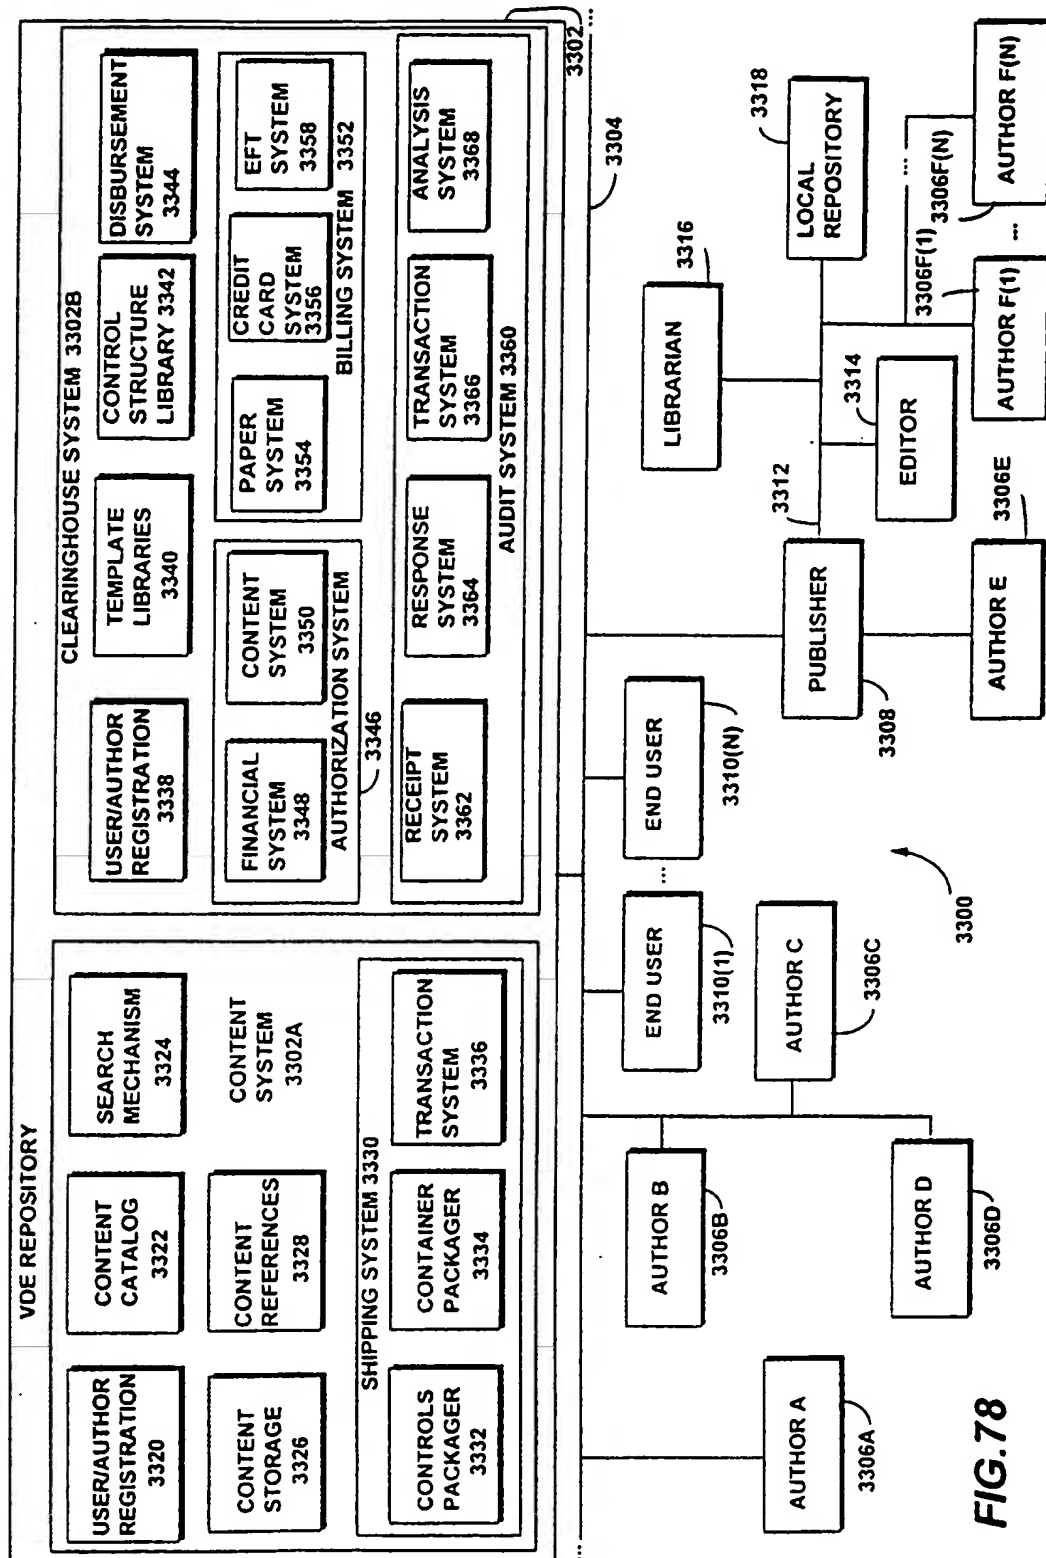 VDE REPOSITORY
USER/AUTHOR
REGISTRATION
3320
CONTENT
CATALOG
3322
SEARCH
MECHANISM
3324
CONTENT
STORAGE
3326
CONTENT
REFERENCES
3328
CONTENT
SYSTEM
3302A
SHIPPING SYSTEM 3330
CONTROLS
PACKAGER
3332
CONTAINER
PACKAGER
3334
TRANSACTION
SYSTEM
3336
CLEARINGHOUSE SYSTEM 3302B
USER/AUTHOR
REGISTRATION
3338
TEMPLATE
LIBRARIES
3340
CONTROL
STRUCTURE
LIBRARY 3342
DISBURSEMENT
SYSTEM
3344
FINANCIAL
SYSTEM
3348
CONTENT
SYSTEM
3350
AUTHORIZATION SYSTEM
3346
PAPER
SYSTEM
3354
CREDIT
CARD
SYSTEM
3356
EFT
SYSTEM
3358
BILLING SYSTEM 3352
RECEIPT
SYSTEM
3362
RESPONSE
SYSTEM
3364
TRANSACTION
SYSTEM
3366
ANALYSIS
SYSTEM
3368
AUDIT SYSTEM 3360
3302
...
...
3304
AUTHOR A
3306A
AUTHOR B
3306B
AUTHOR C
3306C
AUTHOR D
3306D
END USER
3310(1)
...
END USER
3310(N)
3300
PUBLISHER
3308
3312
AUTHOR E
3306E
LIBRARIAN
3316
EDITOR
3314
LOCAL
REPOSITORY
3318
3306F(1)
3306F(N)
...
AUTHOR F(1)
...
AUTHOR F(N)
FIG.78